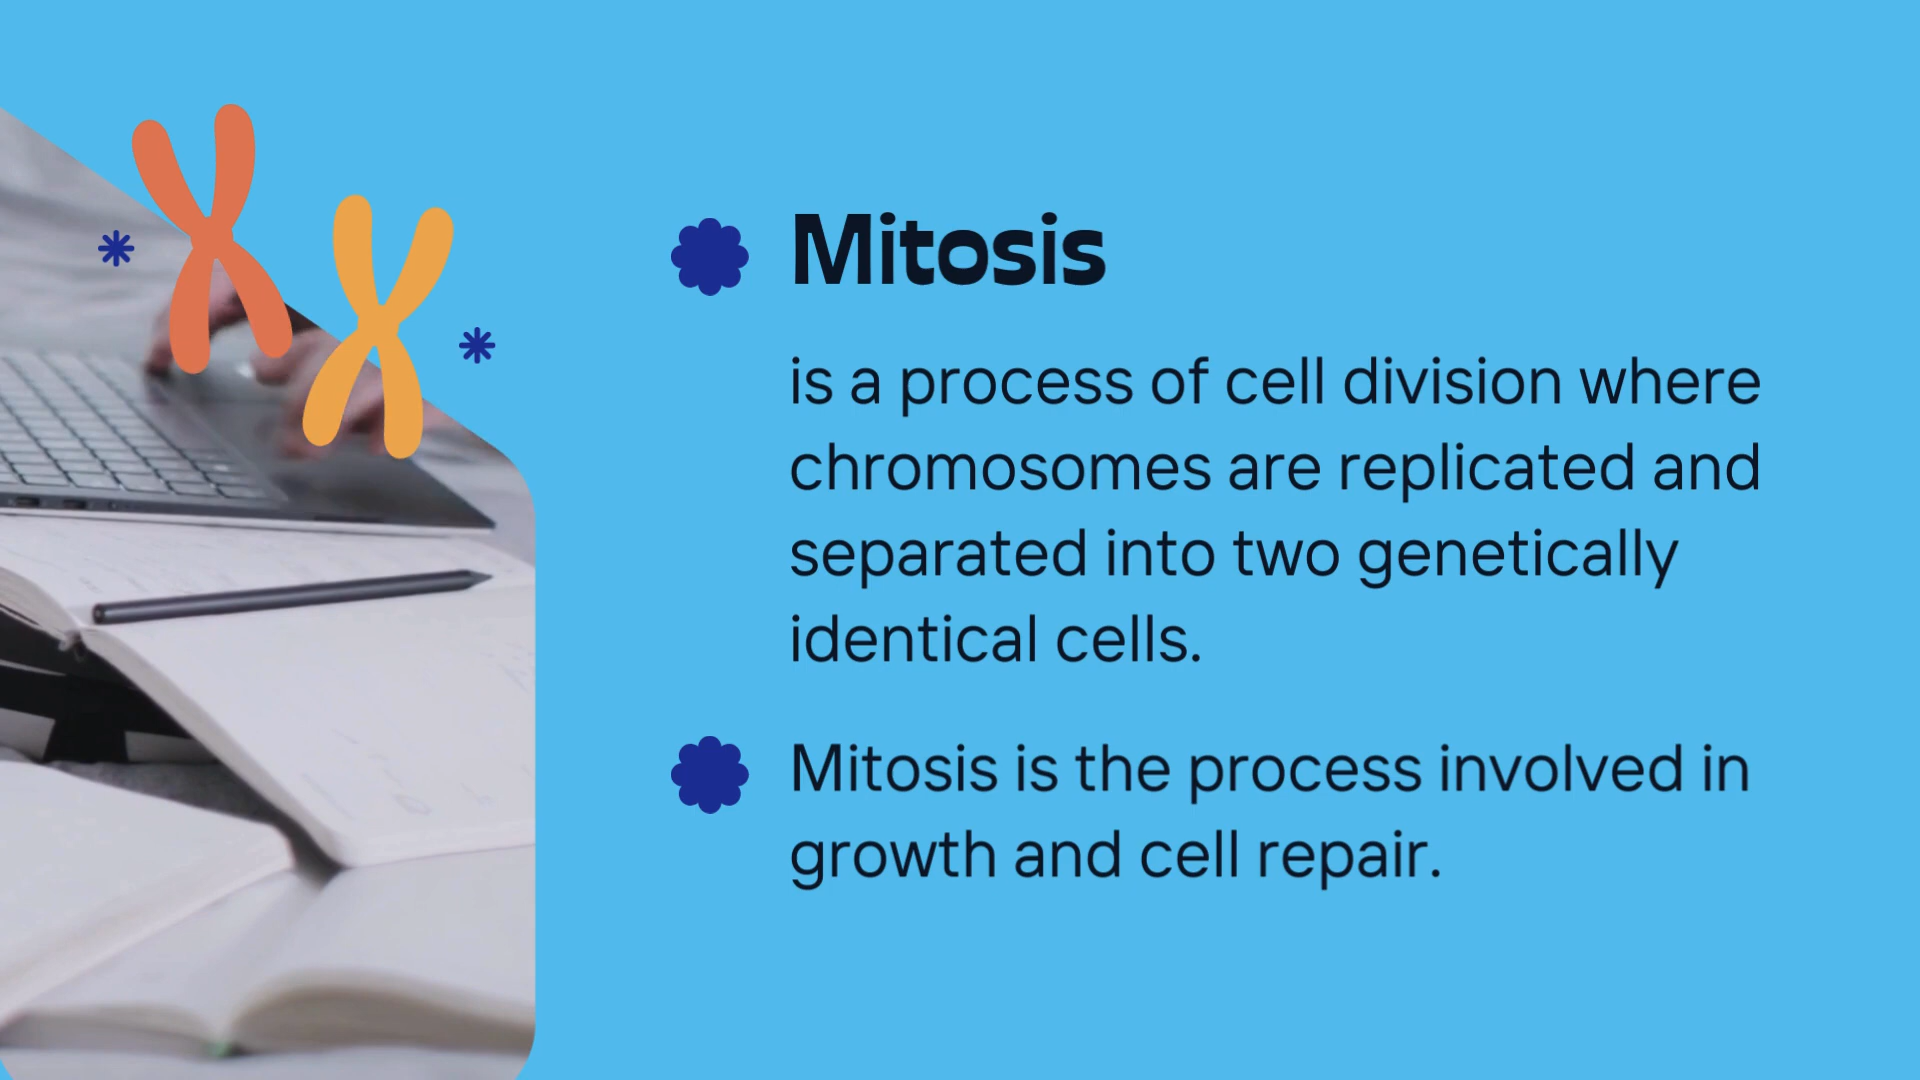 Mitosis
is a process of cell division where
chromosomes are replicated and
separated into two genetically
identical cells.
Mitosis is the process involved in
growth and cell repair.